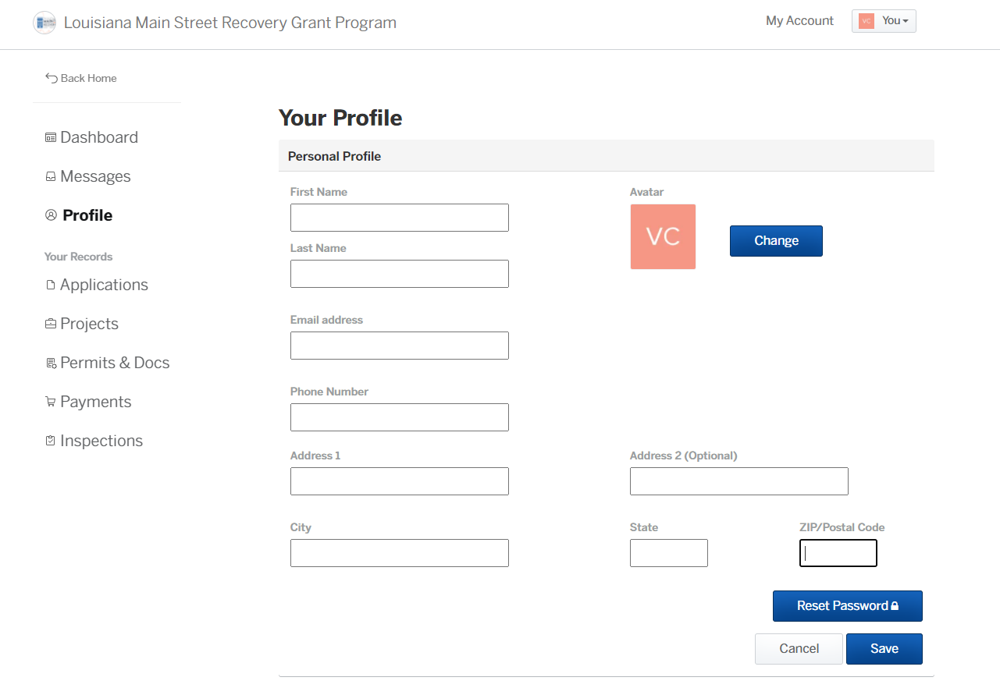 Louisiana Main Street Recovery Grant Program
My Account
VC You
Back Home
Dashboard
Messages
Profile
Your Records
Applications
Projects
Permits & Docs
Payments
Inspections
Your Profile
Personal Profile
First Name
Avatar
VC
Change
Last Name
Email address
Phone Number
Address 1
Address 2 (Optional)
City
State
ZIP/Postal Code
Reset Password
Cancel
Save